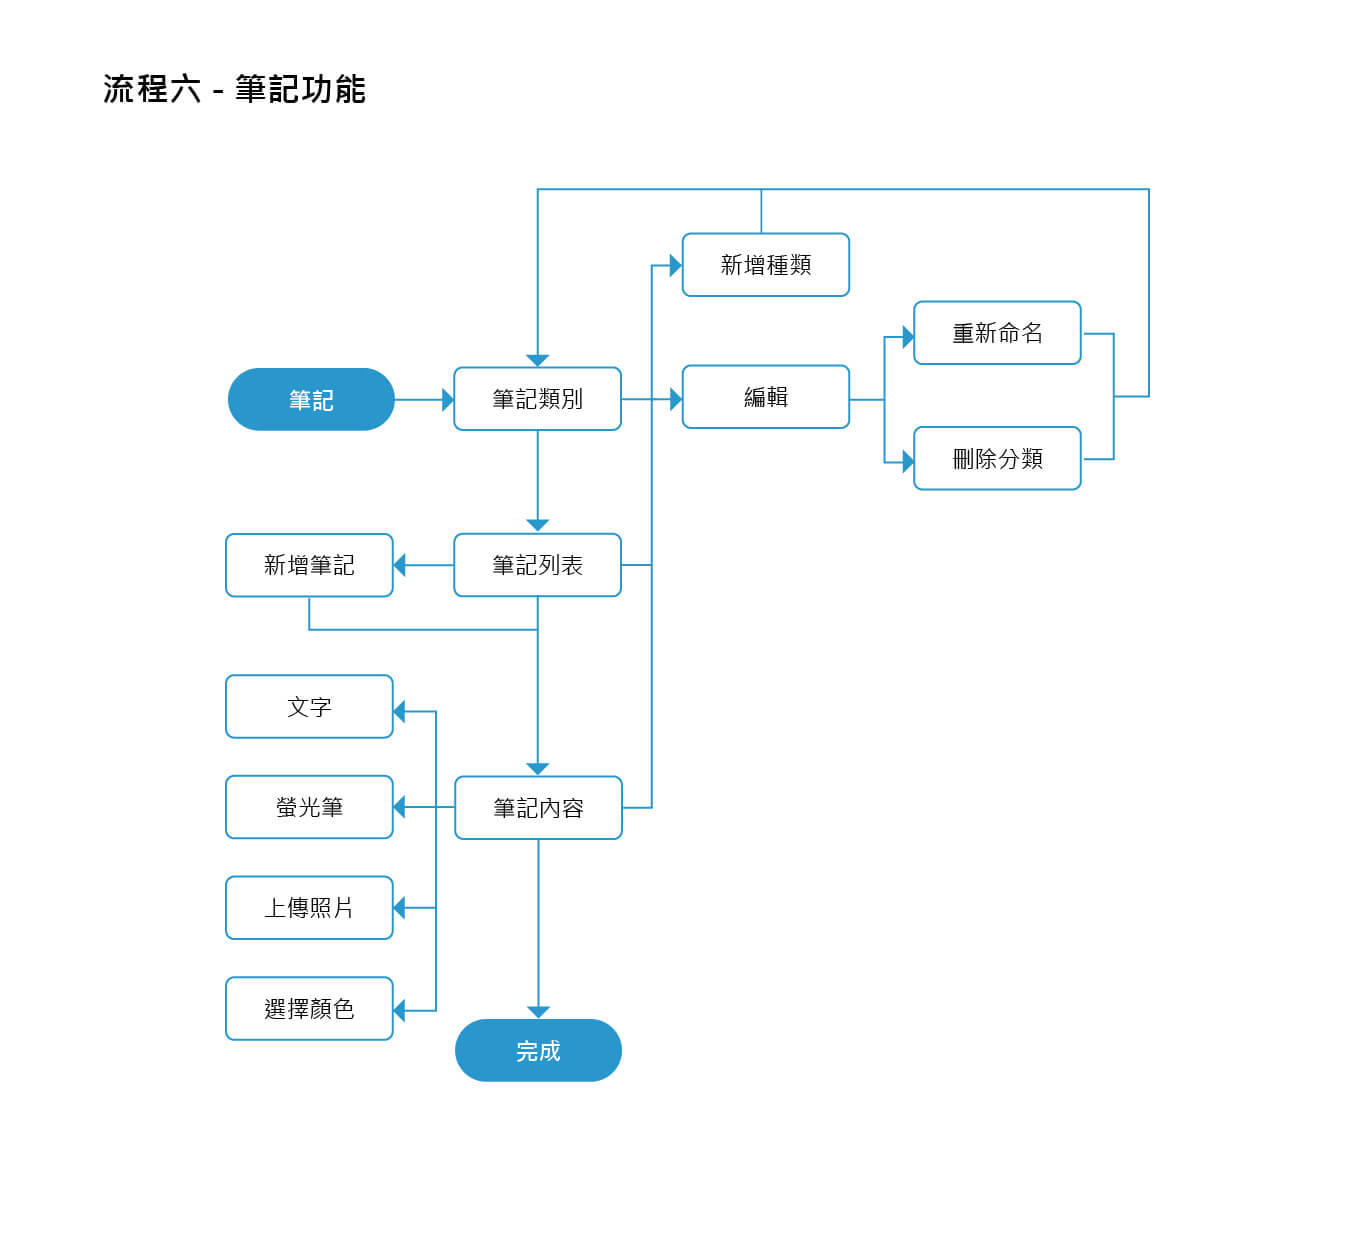 流程六 - 筆記功能
新增種類
重新命名
筆記
筆記類別
編輯
刪除分類
新增筆記
筆記列表
文字
螢光筆
筆記內容
上傳照片
選擇顏色
完成